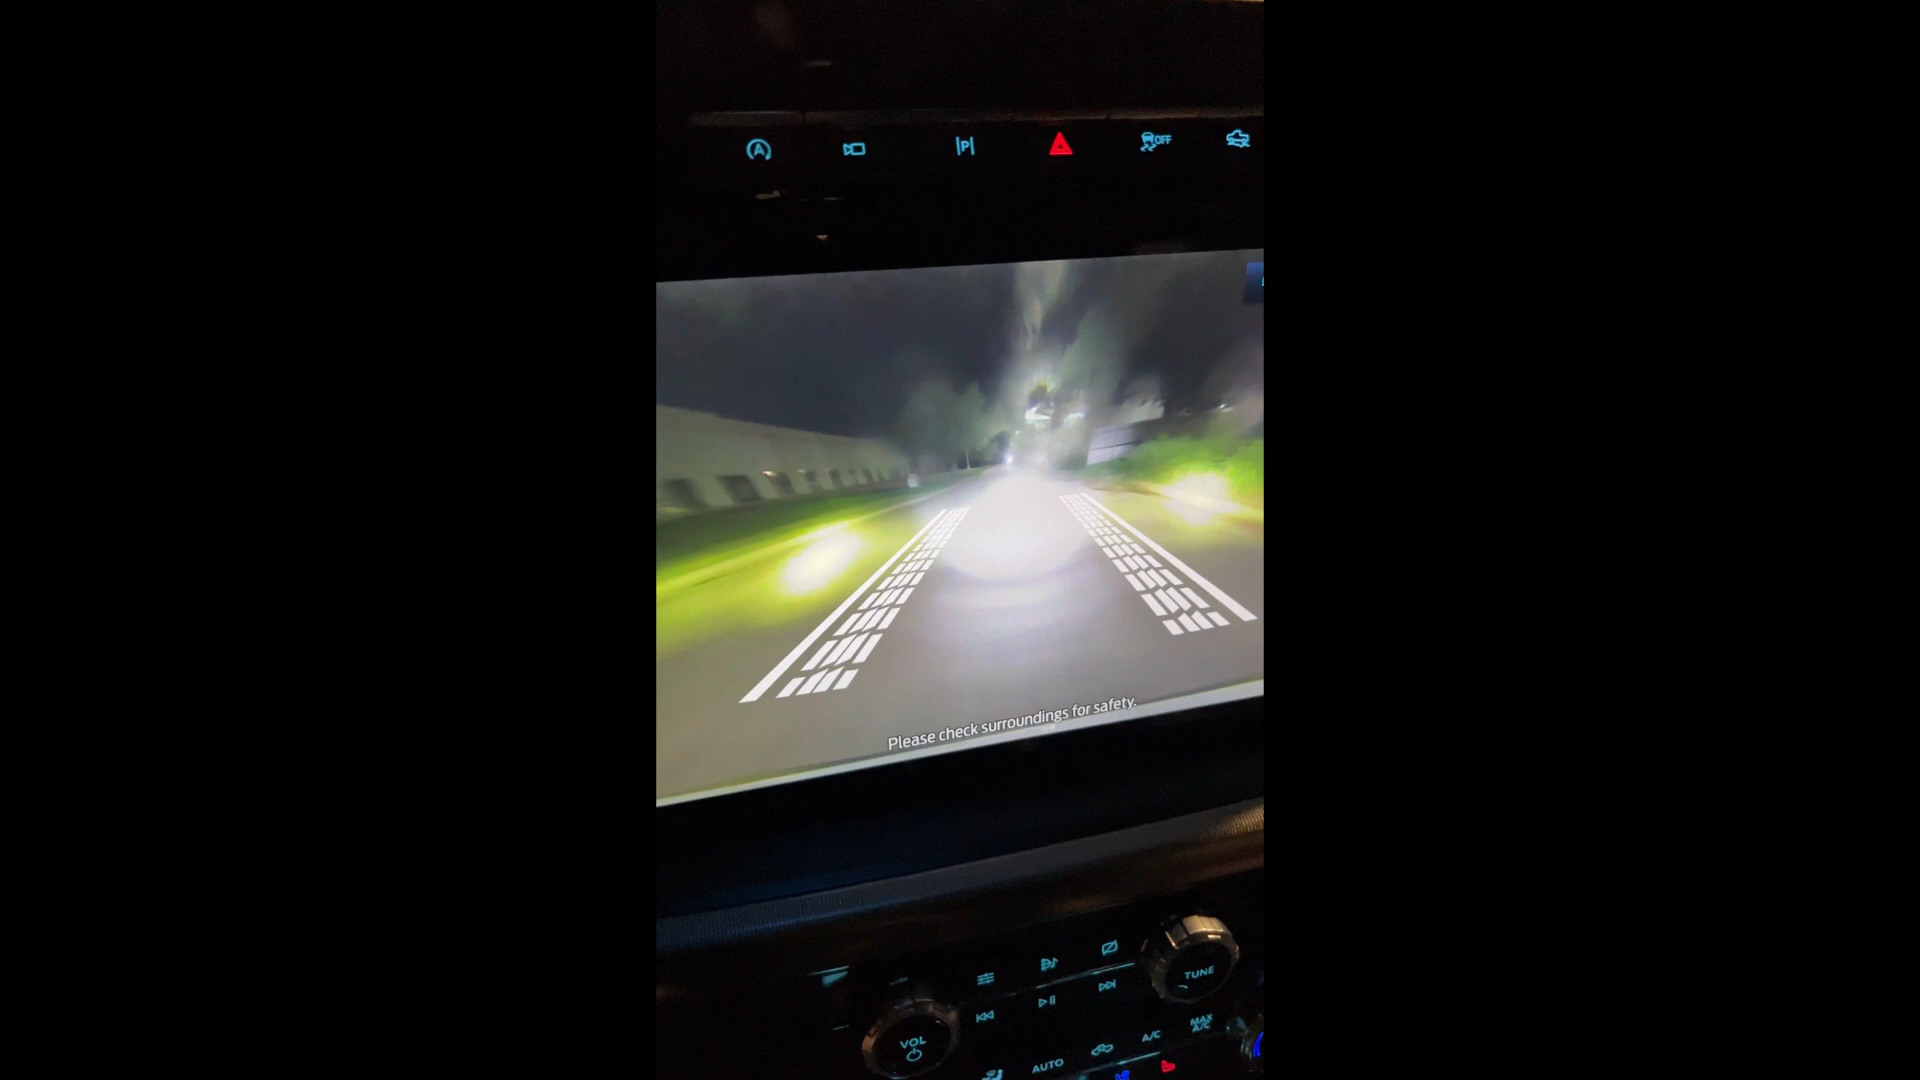 A
P
OFF
Please check surroundings for safety.
TUNE
VOL
MAX
A/C
A/C
AUTO